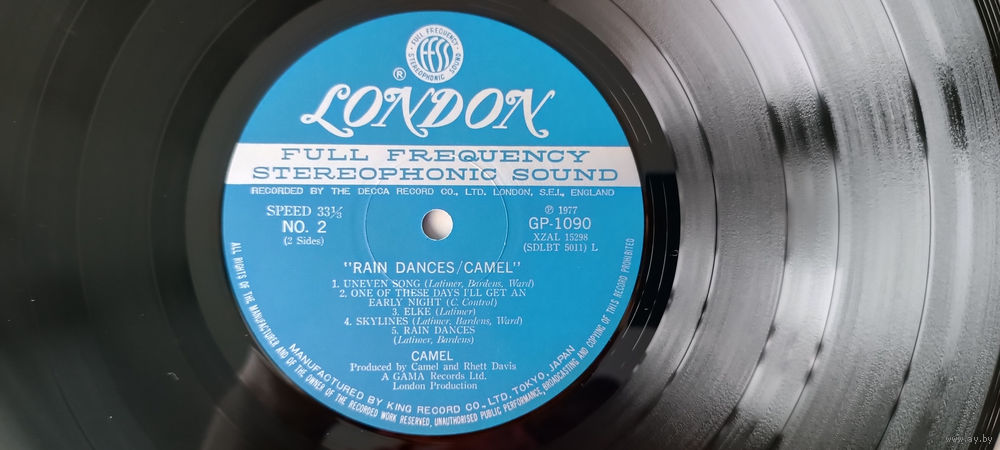 FULL FREQUENCY
FFSS
STEREOPHONIC SOUND
®
LONDON
FULL FREQUENCY
STEREOPHONIC SOUND
RECORDED BY THE DECCA RECORD CO., LTD. LONDON, S.E.I., ENGLAND
SPEED 33⅓
NO. 2
(2 Sides)
℗ 1977
GP-1090
XZAL 15298
(SDLBT 5011) L
"RAIN DANCES/CAMEL"
1. UNEVEN SONG (Latimer, Bardens, Ward)
2. ONE OF THESE DAYS I'LL GET AN
EARLY NIGHT (C. Control)
3. ELKE (Latimer)
4. SKYLINES (Latimer, Bardens, Ward)
5. RAIN DANCES
(Latimer, Bardens)
CAMEL
Produced by Camel and Rhett Davis
A GAMA Records Ltd.
London Production
MANUFACTURED BY KING RECORD CO., LTD. TOKYO, JAPAN
ALL RIGHTS OF THE MANUFACTURER AND OF THE OWNER OF THE RECORDED WORK RESERVED, UNAUTHORISED PUBLIC PERFORMANCE, BROADCASTING AND COPYING OF THIS RECORD PROHIBITED
www.ay.by